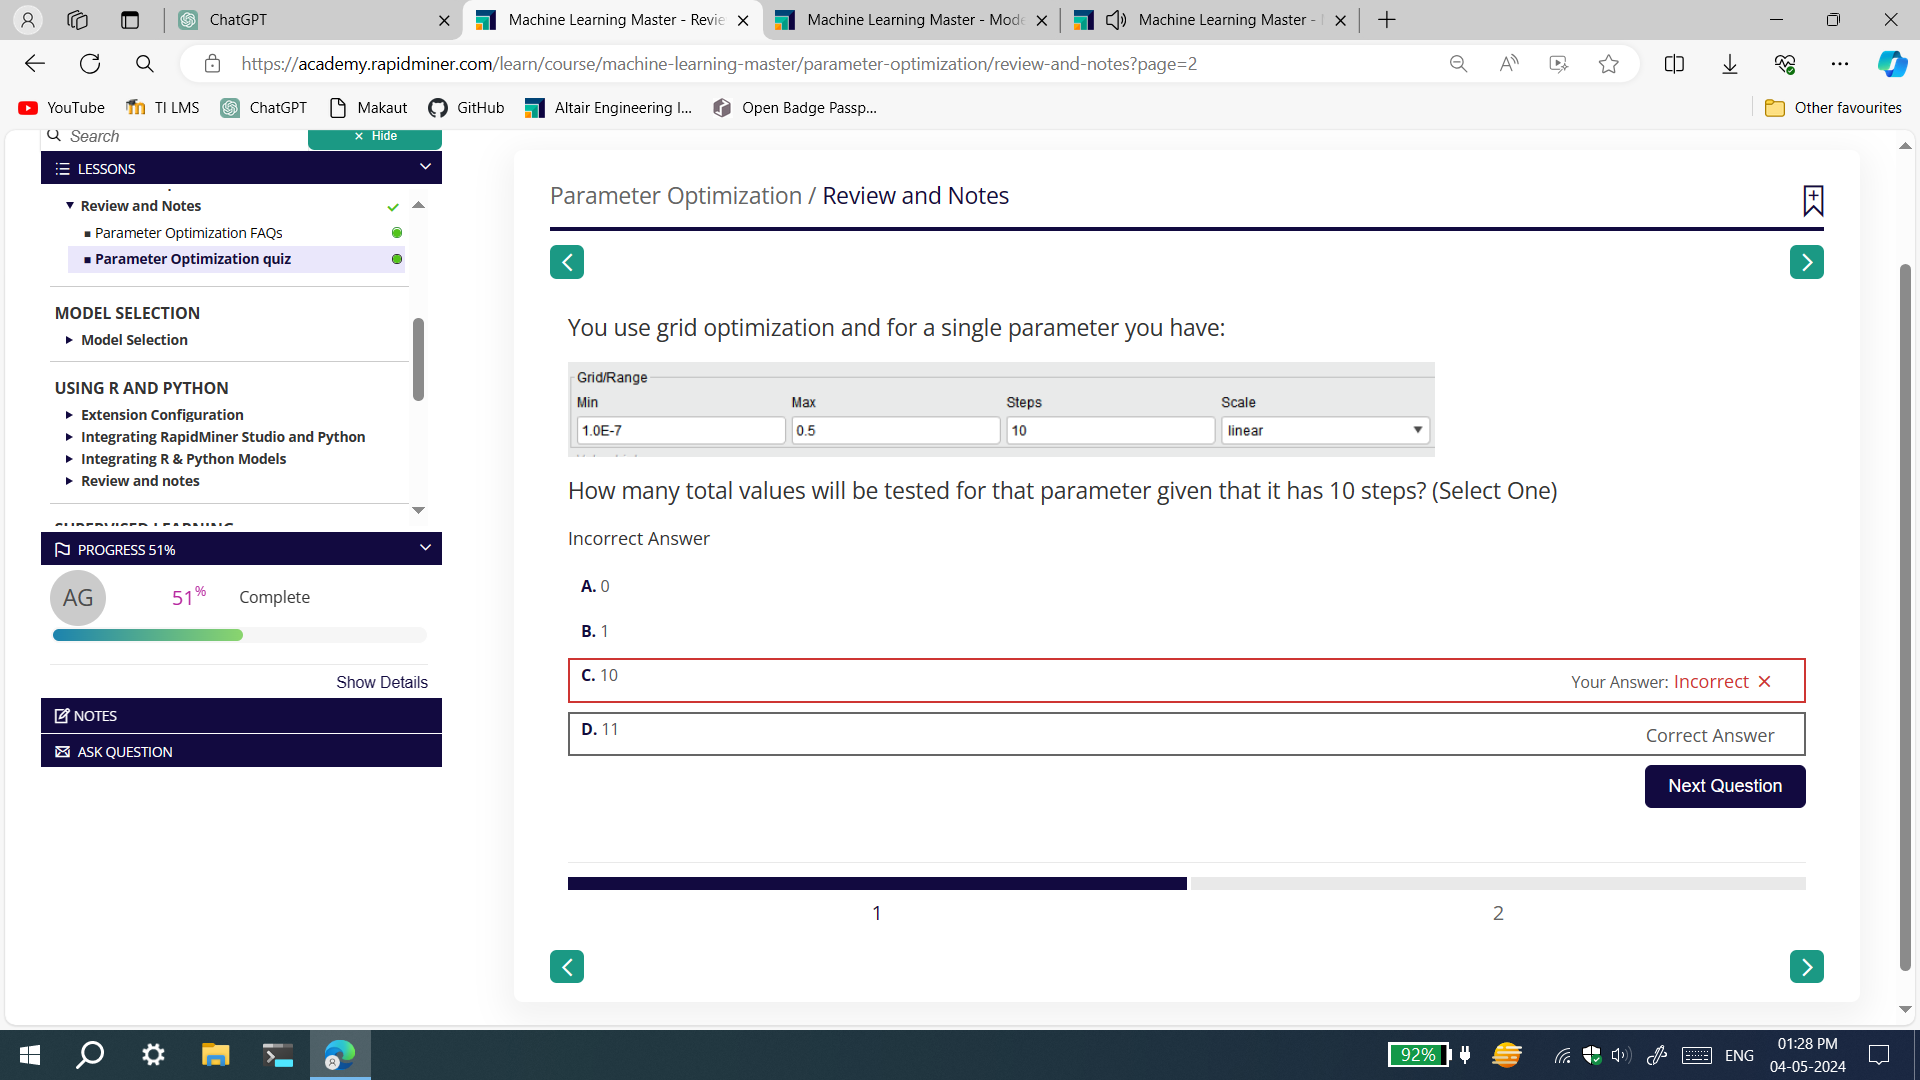 ChatGPT
Machine Learning Master - Revie
Machine Learning Master - Mode
Machine Learning Master -
https://academy.rapidminer.com/learn/course/machine-learning-master/parameter-optimization/review-and-notes?page=2
YouTube
TI LMS
ChatGPT
Makaut
GitHub
Altair Engineering I...
Open Badge Passp...
Other favourites
Search
× Hide
LESSONS
Review and Notes
Parameter Optimization FAQs
Parameter Optimization quiz
MODEL SELECTION
Model Selection
USING R AND PYTHON
Extension Configuration
Integrating RapidMiner Studio and Python
Integrating R & Python Models
Review and notes
SUPERVISED LEARNING
PROGRESS 51%
AG
51%
Complete
Show Details
NOTES
ASK QUESTION
Parameter Optimization / Review and Notes
You use grid optimization and for a single parameter you have:
Grid/Range
Min Max Steps Scale
1.0E-7 0.5 10 linear
How many total values will be tested for that parameter given that it has 10 steps? (Select One)
Incorrect Answer
A. 0
B. 1
C. 10
Your Answer: Incorrect ×
D. 11
Correct Answer
Next Question
1
2
92%
ENG
01:28 PM
04-05-2024